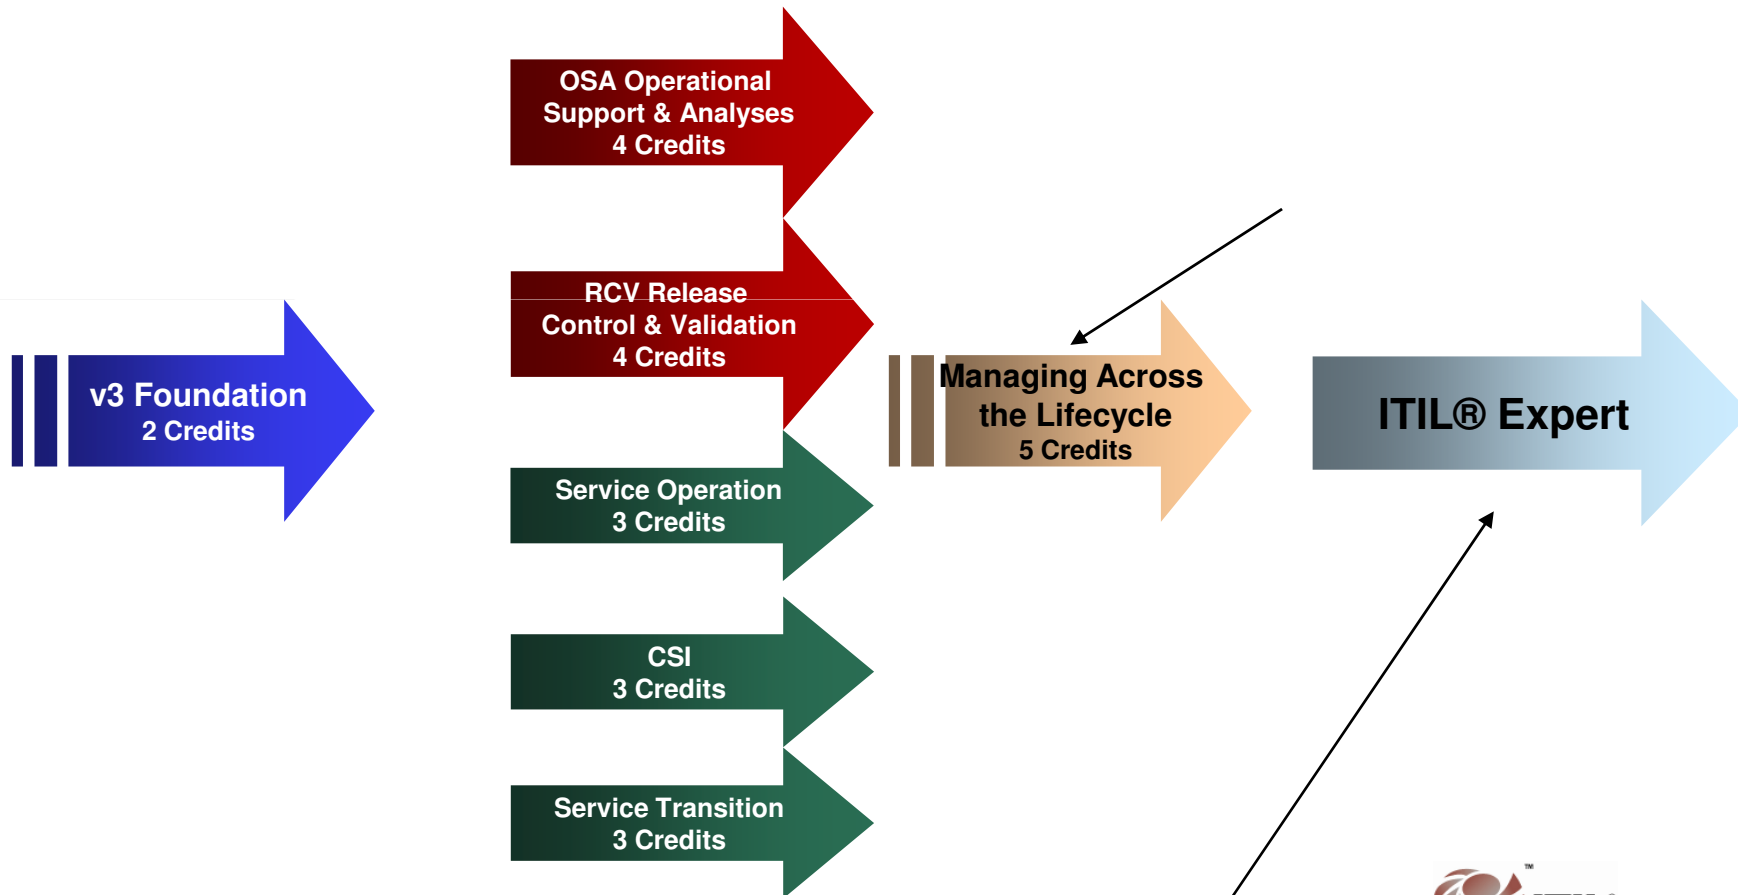 OSA Operational
Support & Analyses
4 Credits
RCV Release
Control & Validation
4 Credits
v3 Foundation
2 Credits
Managing Across
the Lifecycle
5 Credits
ITIL® Expert
Service Operation
3 Credits
CSI
3 Credits
Service Transition
3 Credits
™